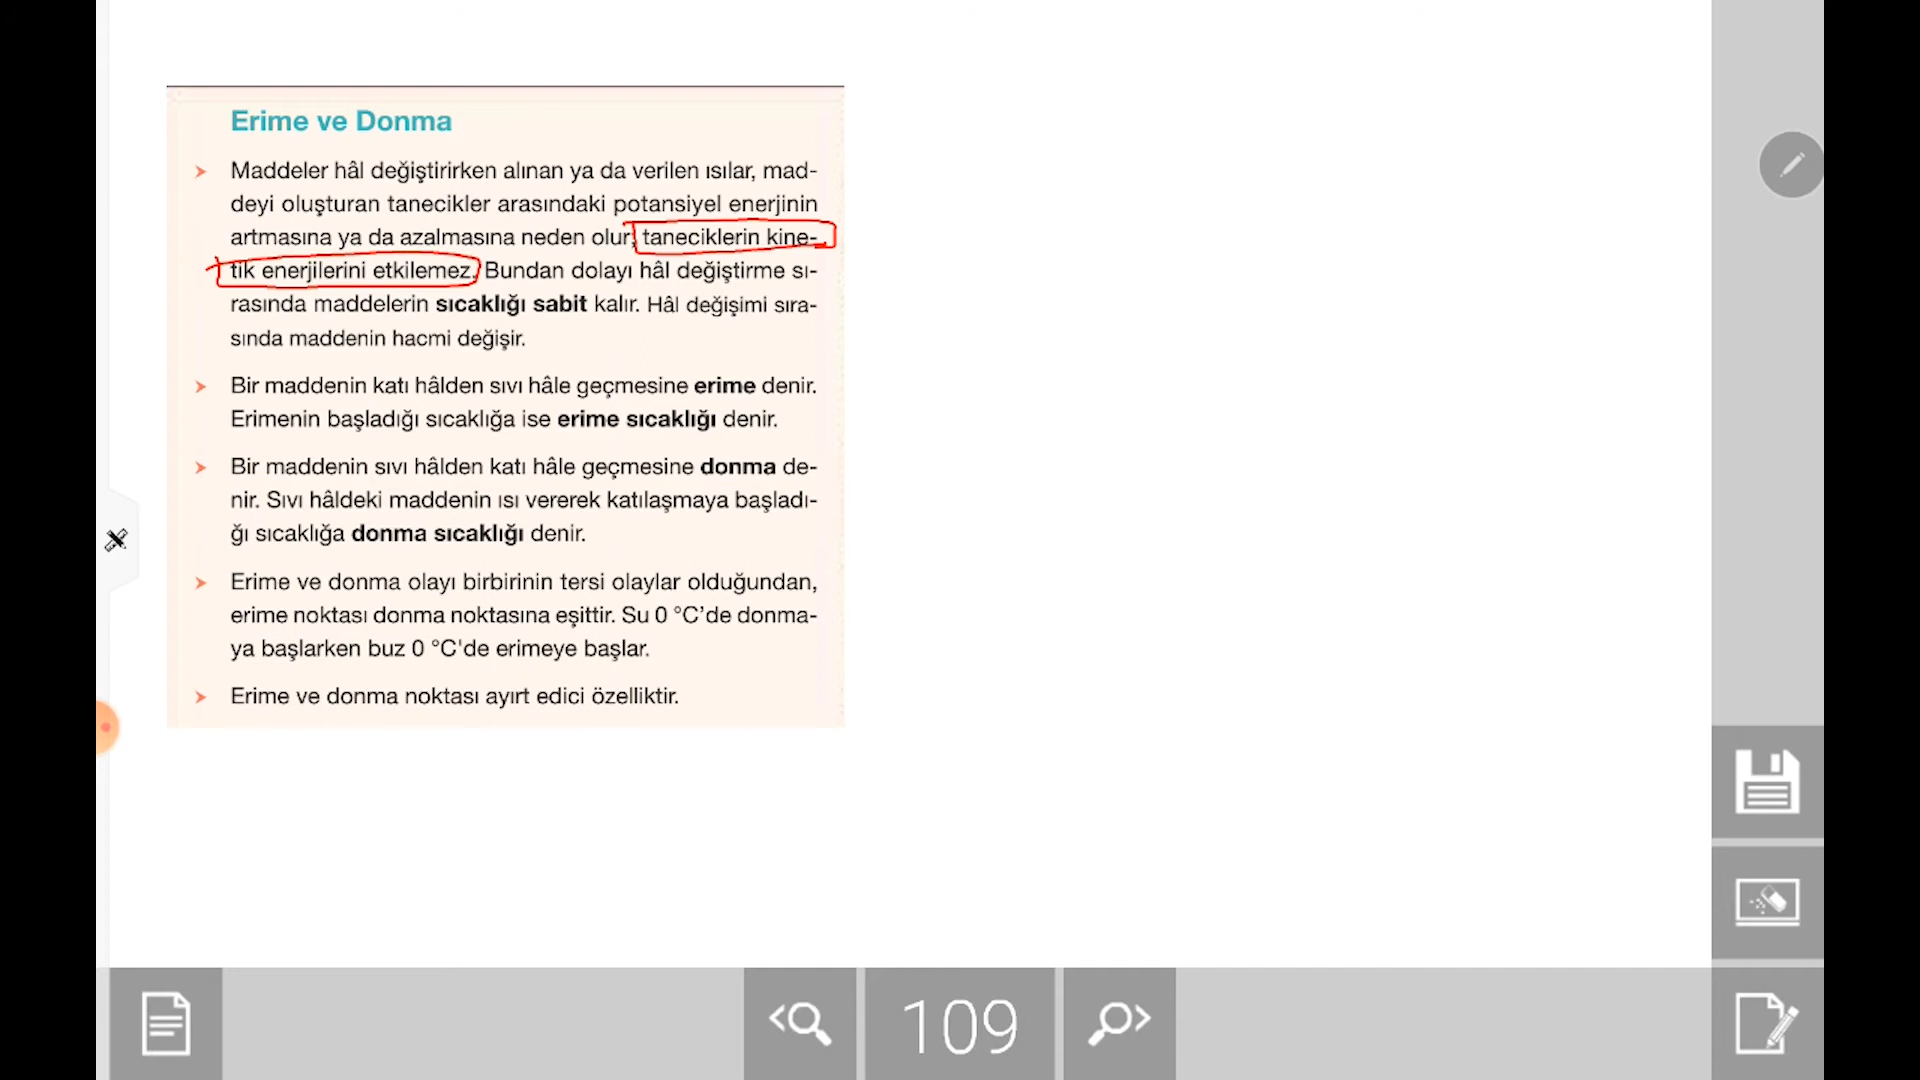 Erime ve Donma
Maddeler hâl değiştirirken alınan ya da verilen ısılar, mad-
deyi oluşturan tanecikler arasındaki potansiyel enerjinin
artmasına ya da azalmasına neden olur, taneciklerin kine-
tik enerjilerini etkilemez. Bundan dolayı hâl değiştirme sı-
rasında maddelerin sıcaklığı sabit kalır. Hâl değişimi sıra-
sında maddenin hacmi değişir.
Bir maddenin katı hâlden sıvı hâle geçmesine erime denir.
Erimenin başladığı sıcaklığa ise erime sıcaklığı denir.
Bir maddenin sıvı hâlden katı hâle geçmesine donma de-
nir. Sıvı hâldeki maddenin ısı vererek katılaşmaya başladı-
ğı sıcaklığa donma sıcaklığı denir.
Erime ve donma olayı birbirinin tersi olaylar olduğundan,
erime noktası donma noktasına eşittir. Su 0 °C’de donma-
ya başlarken buz 0 °C'de erimeye başlar.
Erime ve donma noktası ayırt edici özelliktir.
109